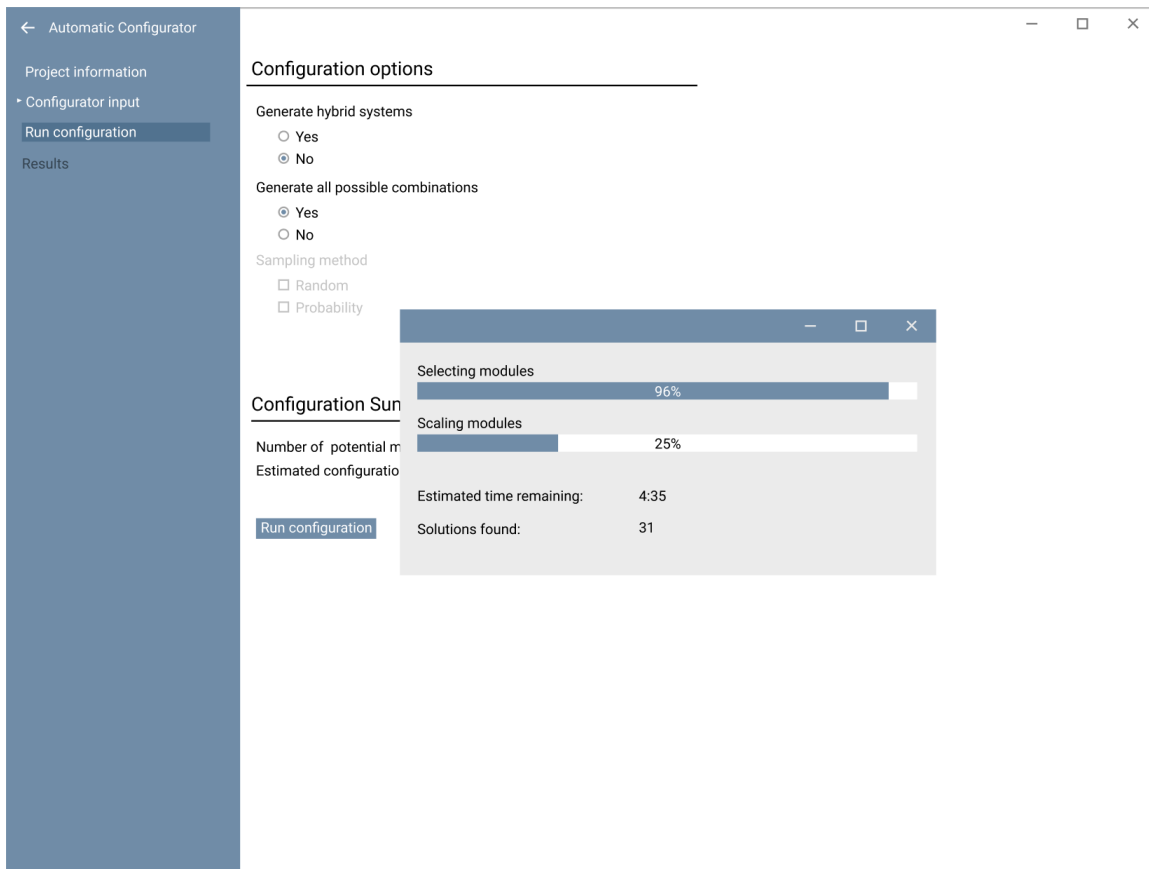 Automatic Configurator
Project information
Configurator input
Run configuration
Results
Configuration options
Generate hybrid systems
Yes
No
Generate all possible combinations
Yes
No
Sampling method
Random
Probability
Configuration
Number of potential
Estimated
Run configuration
Selecting modules
96%
Scaling modules
25%
Estimated time remaining: 4:35
Solutions found: 31